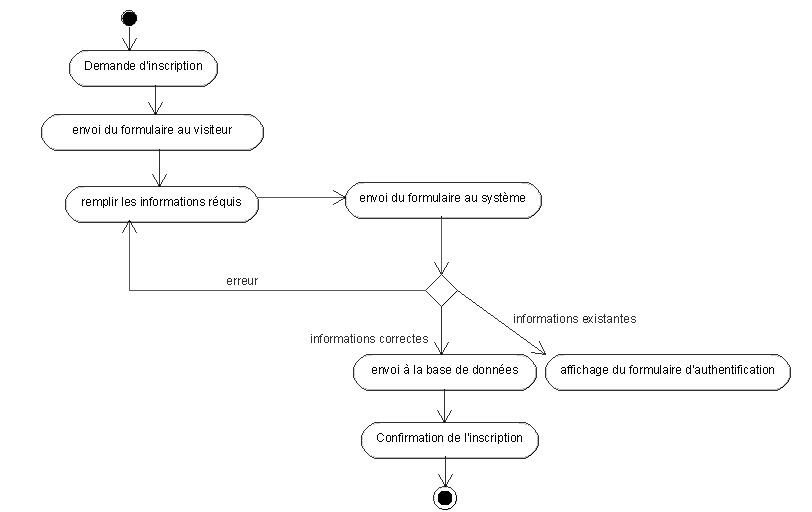 Demande d'inscription
envoi du formulaire au visiteur
remplir les informations réquis
envoi du formulaire au système
erreur
informations existantes
informations correctes
envoi à la base de données
affichage du formulaire d'authentification
Confirmation de l'inscription